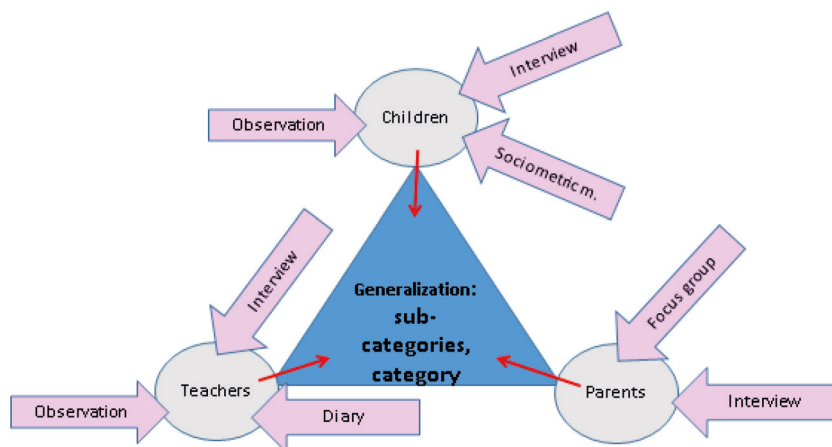 Interview
Observation
Children
Sociometric m.
Interview
Generalization:
sub-
categories,
category
Focus group
Teachers
Parents
Observation
Diary
Interview